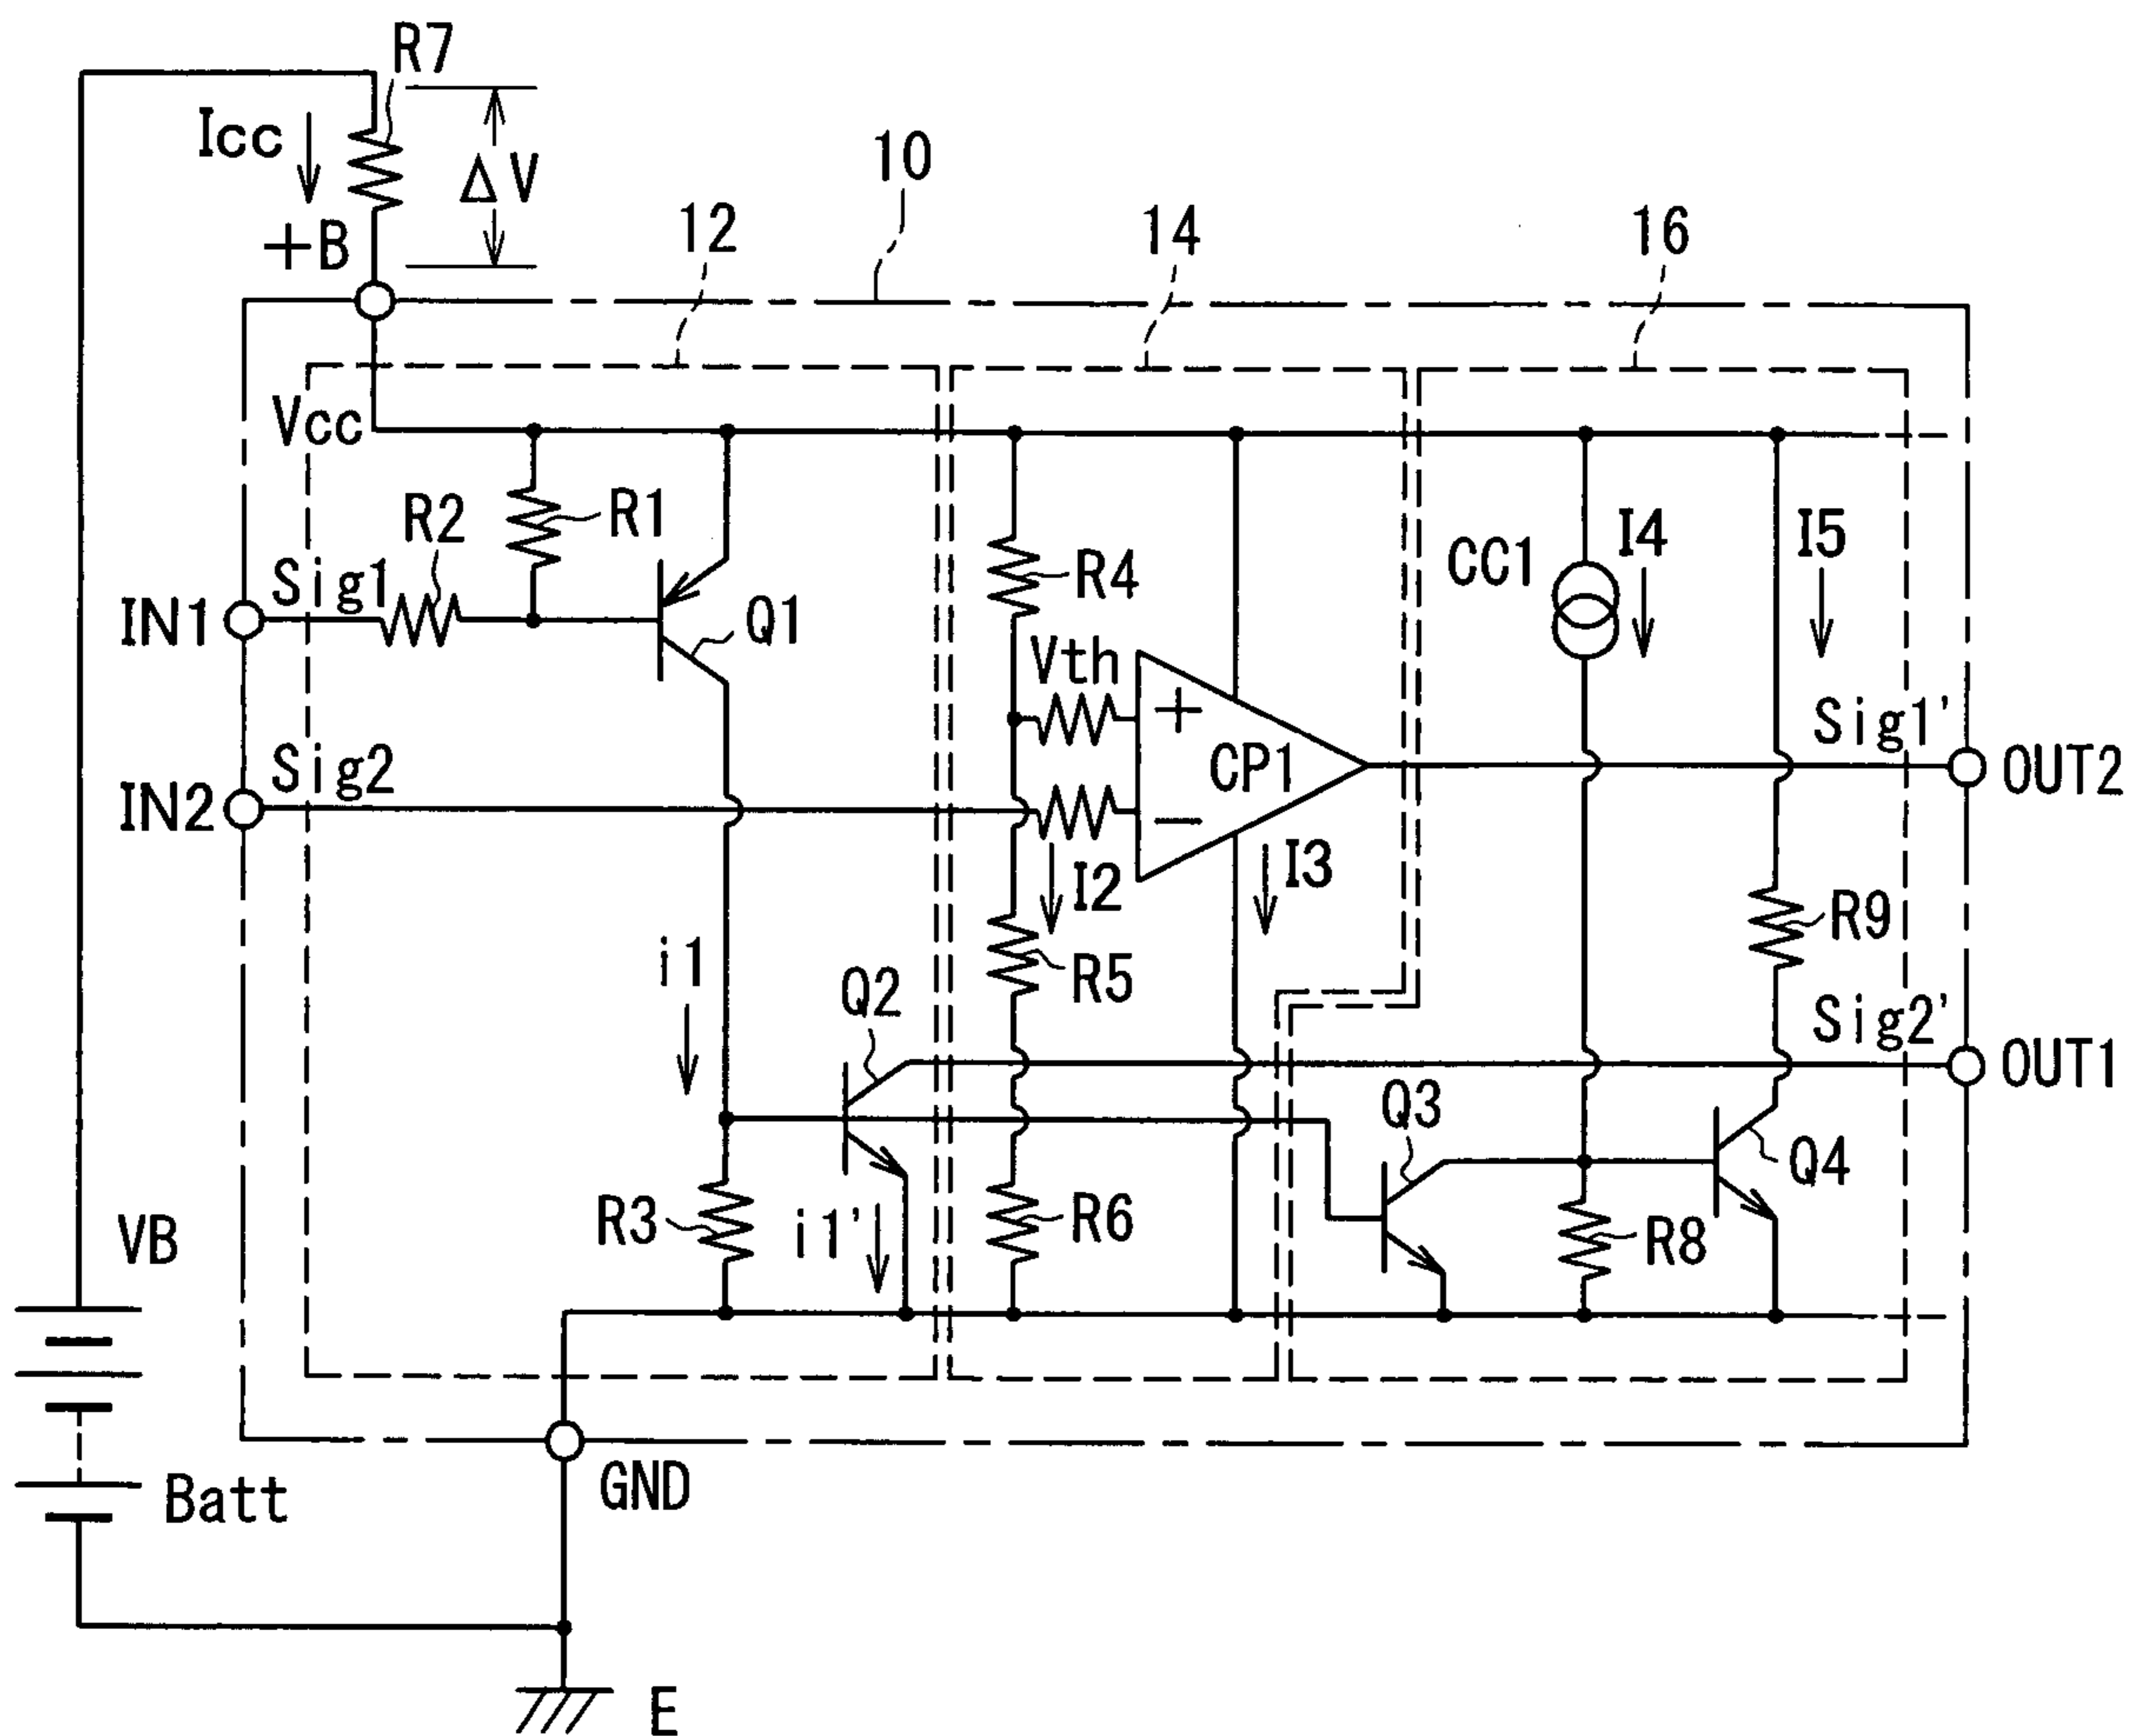 R7
Icc
ΔV
+B
10
12
14
16
Vcc
R2
R1
R4
CC1
I4
I5
IN1
Sig1
Q1
Vth
+
Sig1'
IN2
Sig2
CP1
OUT2
−
I2
I3
R9
i1
Q2
R5
Sig2'
OUT1
Q3
Q4
VB
R3
i1'
R6
R8
Batt
GND
E